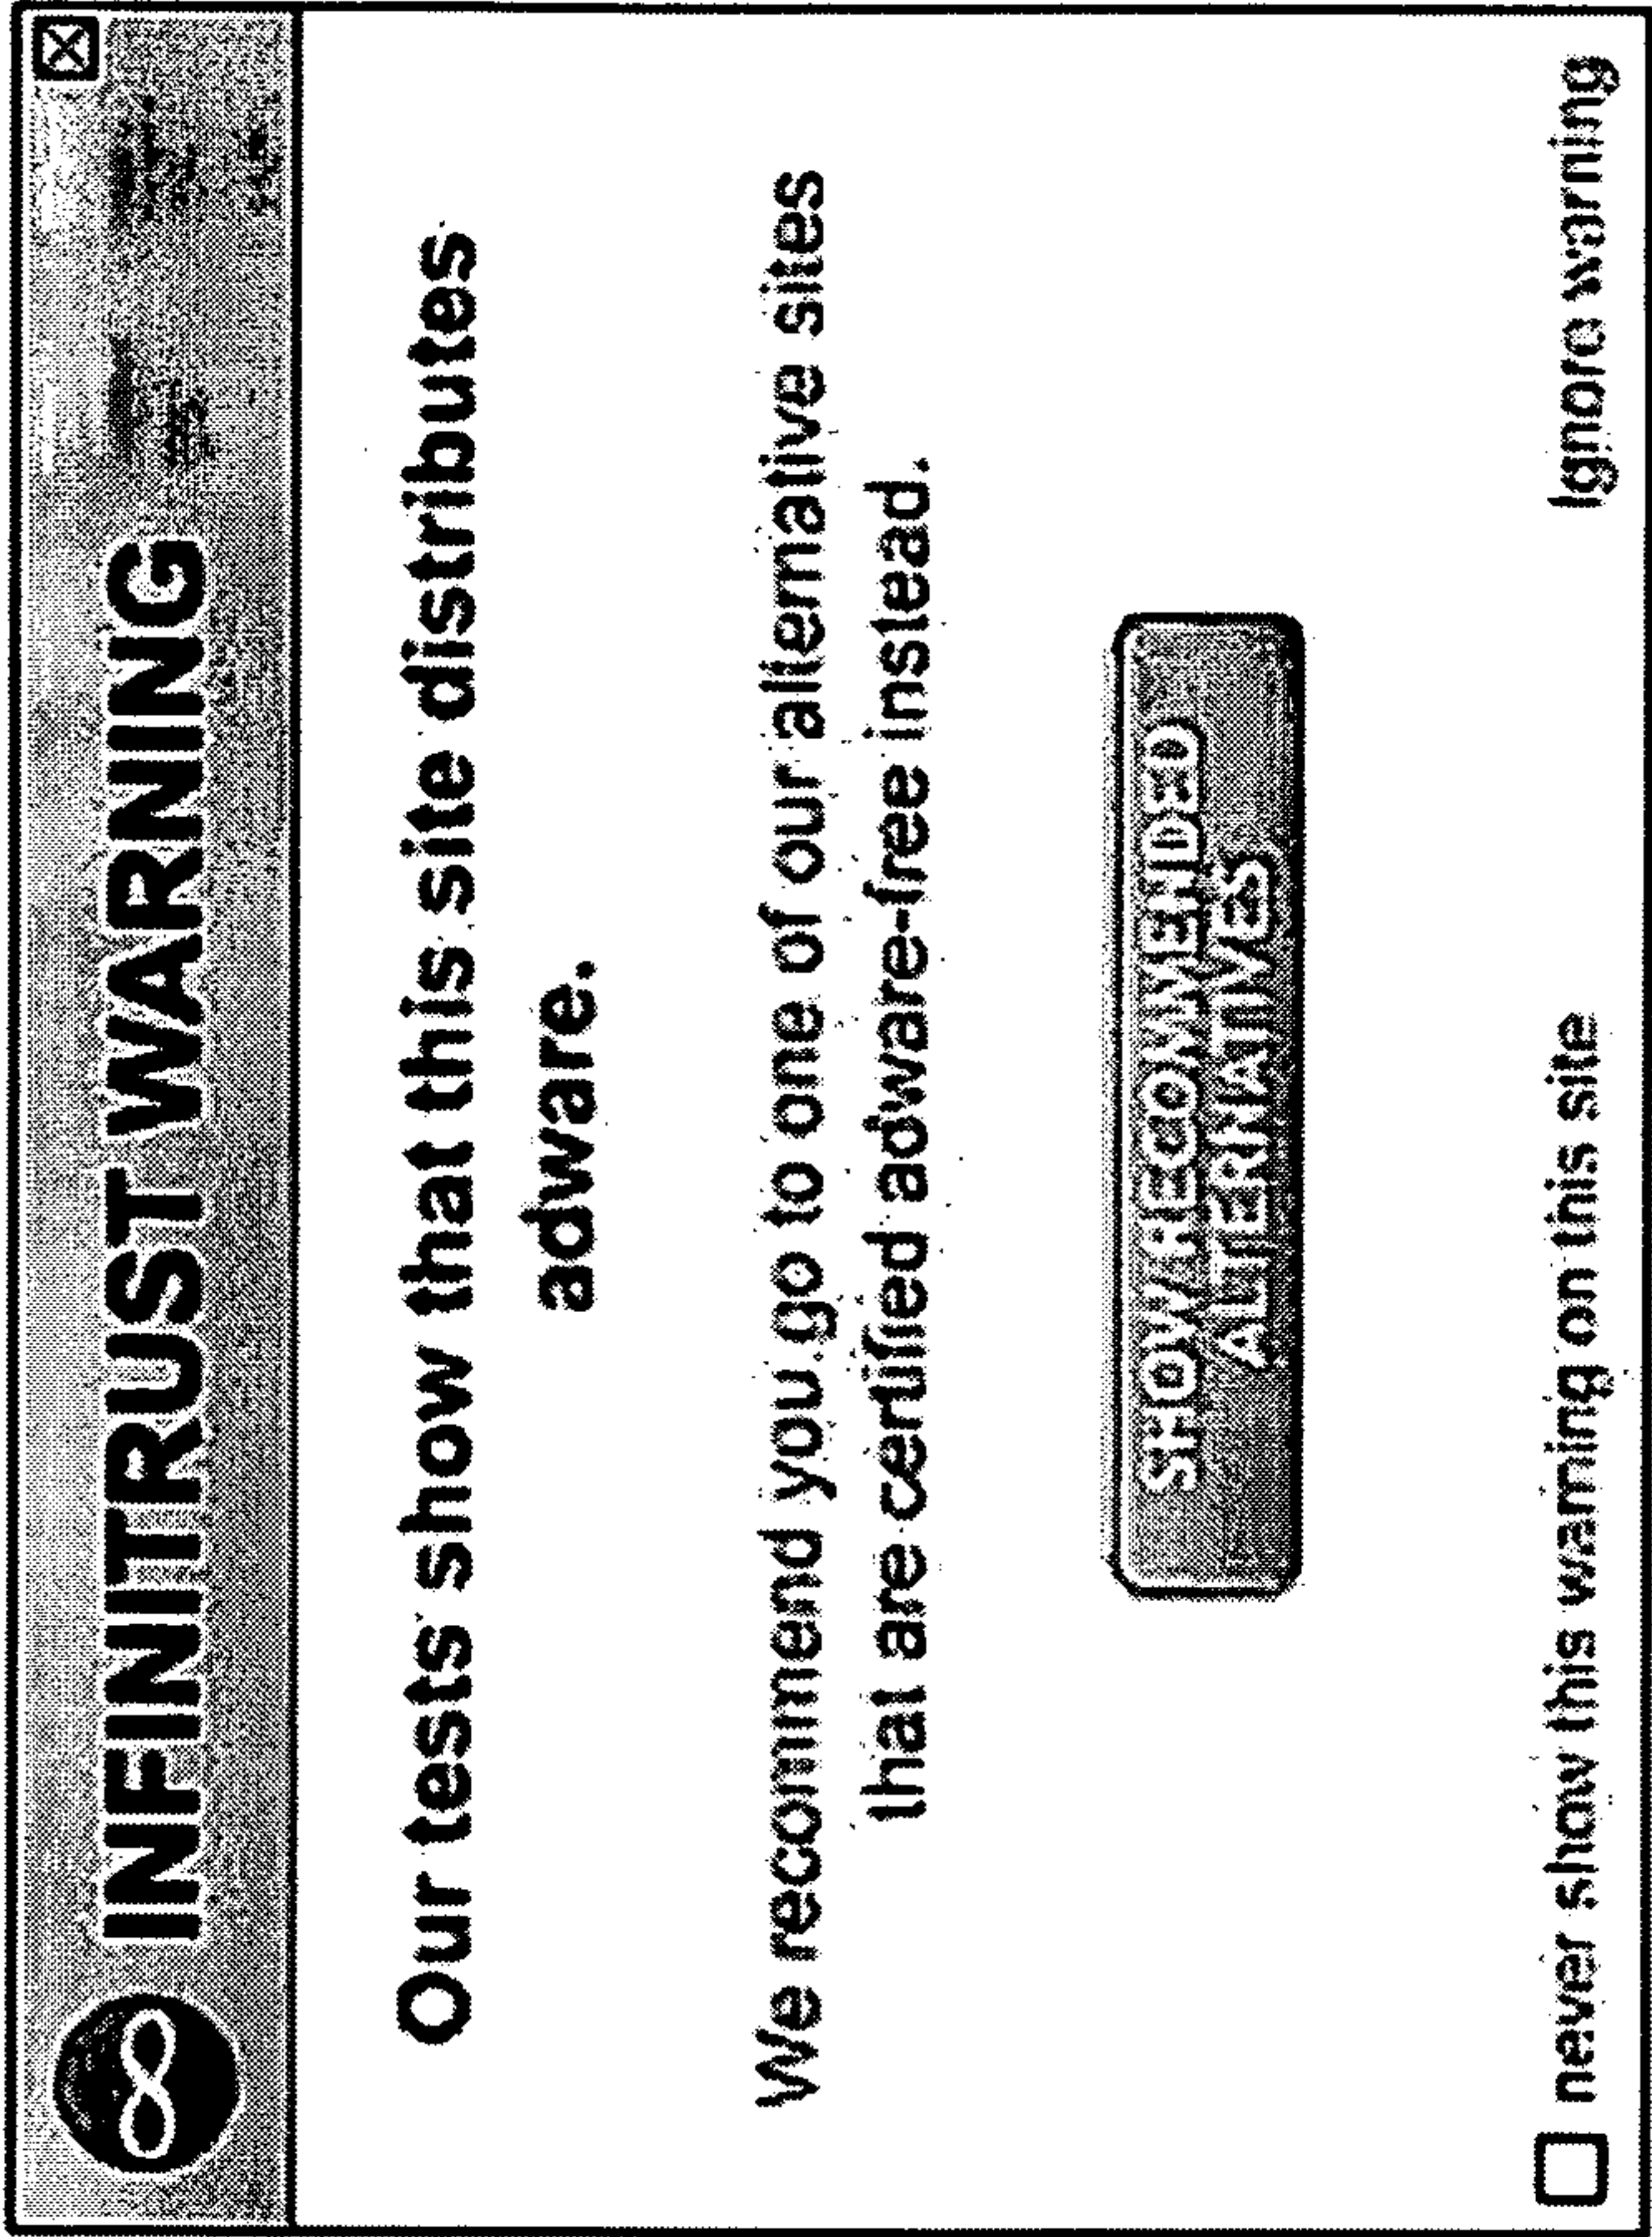 INFINITRUST WARNING
Our tests show that this site distributes
adware.
We recommend you go to one of our alternative sites
that are certified adware-free instead.
SHOW RECOMMENDED
ALTERNATIVES
never show this warning on this site
Ignore warning